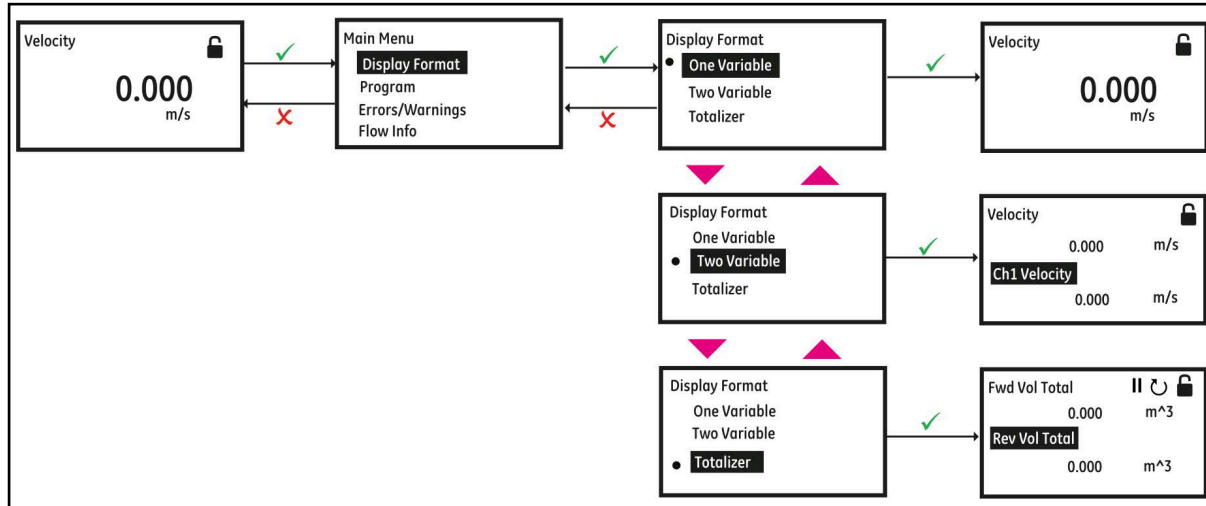 Velocity
0.000
m/s
Main Menu
Display Format
Program
Errors/Warnings
Flow Info
Display Format
One Variable
Two Variable
Totalizer
Velocity
0.000
m/s
Display Format
One Variable
Two Variable
Totalizer
Velocity
0.000 m/s
Ch1 Velocity
0.000 m/s
Display Format
One Variable
Two Variable
Totalizer
Fwd Vol Total
0.000 m^3
Rev Vol Total
0.000 m^3